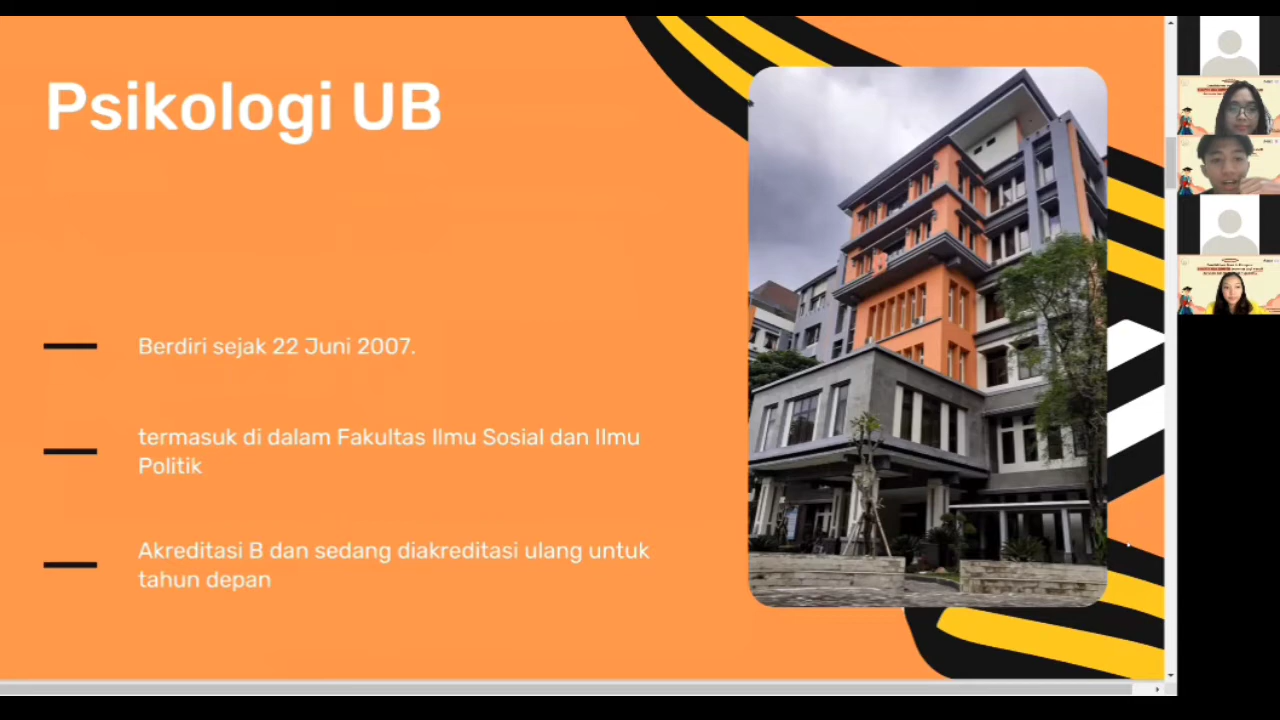 Psikologi UB
Berdiri sejak 22 Juni 2007.
termasuk di dalam Fakultas Ilmu Sosial dan Ilmu
Politik
Akreditasi B dan sedang diakreditasi ulang untuk
tahun depan